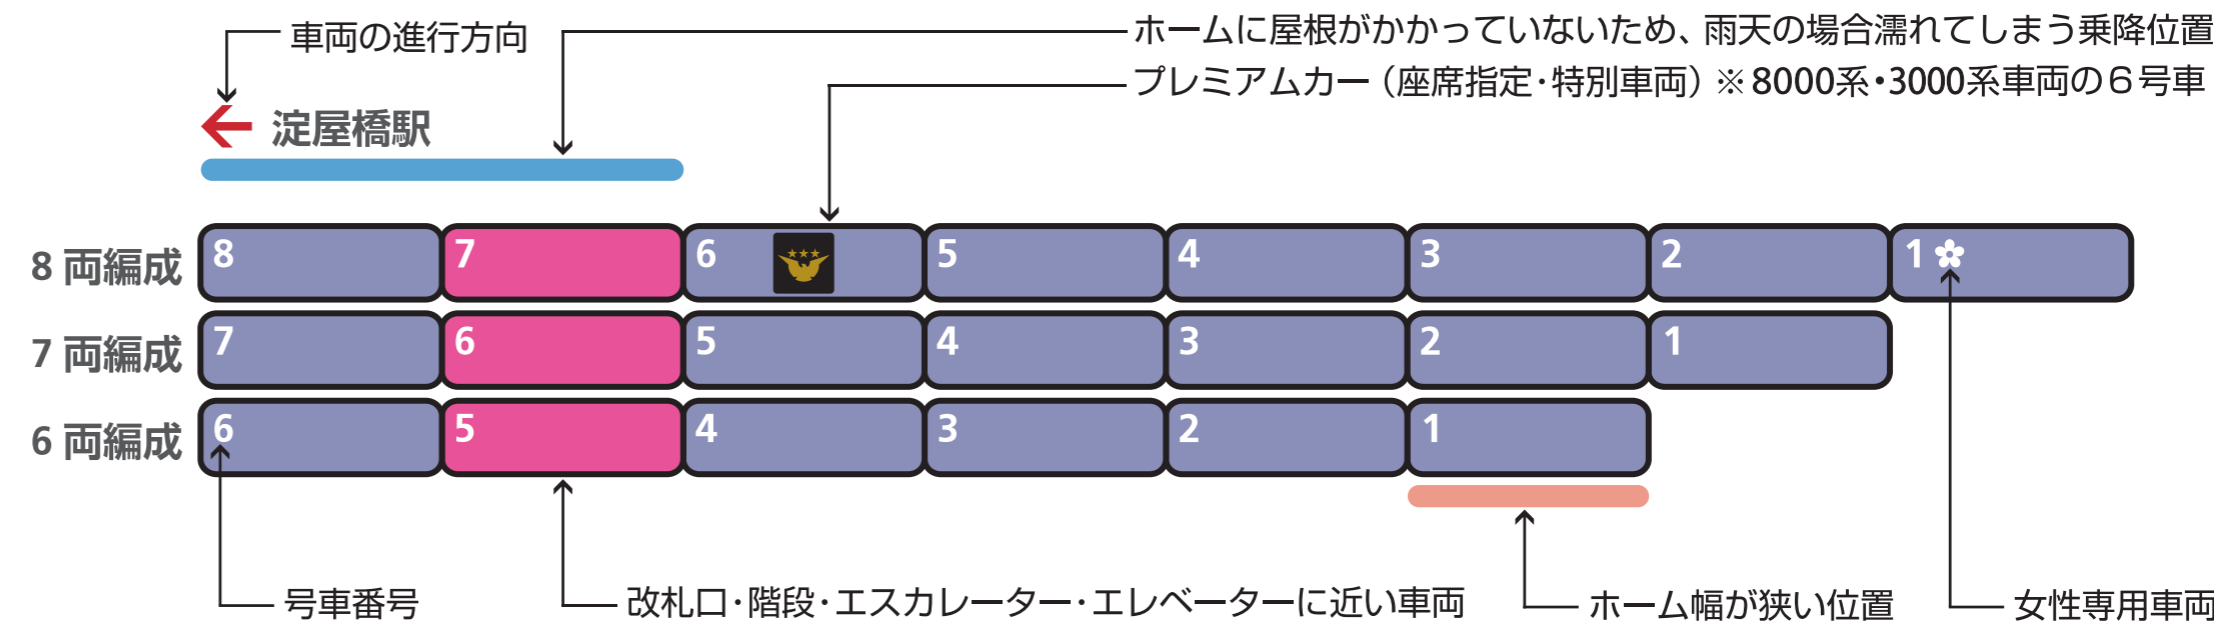 車両の進行方向
ホームに屋根がかかっていないため、雨天の場合濡れてしまう乗降位置
プレミアムカー（座席指定・特別車両）※8000系・3000系車両の６号車
淀屋橋駅
8両編成 8 7 6 5 4 3 2 1
7両編成 7 6 5 4 3 2 1
6両編成 6 5 4 3 2 1
号車番号
改札口・階段・エスカレーター・エレベーターに近い車両
ホーム幅が狭い位置
女性専用車両